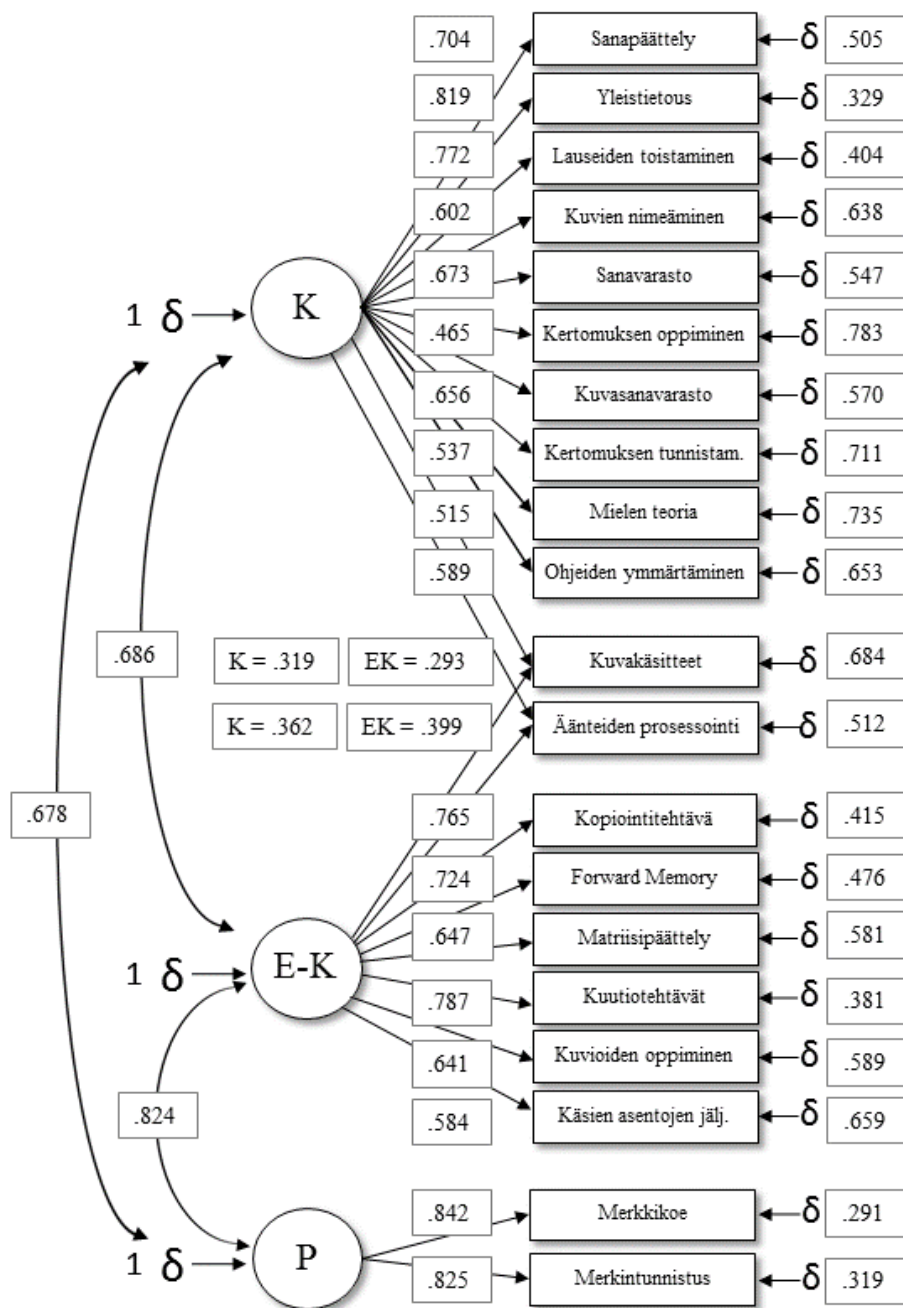 .704 Sanapäättely δ .505
.819 Yleistietous δ .329
.772 Lauseiden toistaminen δ .404
.602 Kuvien nimeäminen δ .638
.673 Sanavarasto δ .547
1 δ K
.465 Kertomuksen oppiminen δ .783
.656 Kuvasanavarasto δ .570
.537 Kertomuksen tunnistam. δ .711
.515 Mielen teoria δ .735
.589 Ohjeiden ymmärtäminen δ .653
.686 K = .319 EK = .293 Kuvakäsitteet δ .684
K = .362 EK = .399 Äänteiden prosessointi δ .512
.678 .765 Kopiointitehtävä δ .415
.724 Forward Memory δ .476
.647 Matriisipäättely δ .581
1 δ E-K
.787 Kuutiotehtävät δ .381
.641 Kuvioiden oppiminen δ .589
.824 .584 Käsien asentojen jälj. δ .659
.842 Merkkikoe δ .291
1 δ P
.825 Merkintunnistus δ .319